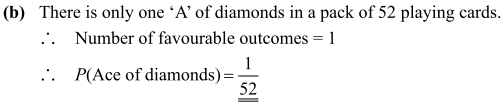 (b) There is only one ‘A’ of diamonds in a pack of 52 playing cards.
∴ Number of favourable outcomes = 1
∴ P(Ace of diamonds) = 1/52